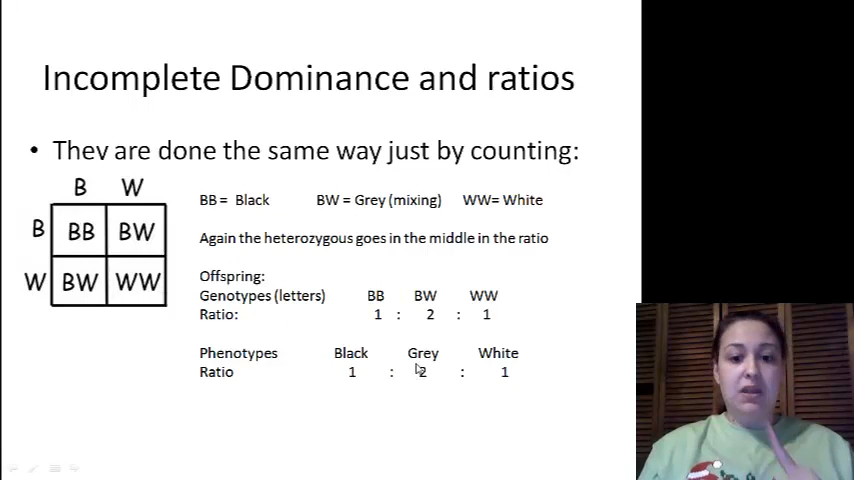 Incomplete Dominance and ratios
• Thev are done the same way just by counting:
B W
B BB BW
W BW WW
BB = Black BW = Grey (mixing) WW= White
Again the heterozygous goes in the middle in the ratio
Offspring:
Genotypes (letters) BB BW WW
Ratio: 1 : 2 : 1
Phenotypes Black Grey White
Ratio 1 : 2 : 1